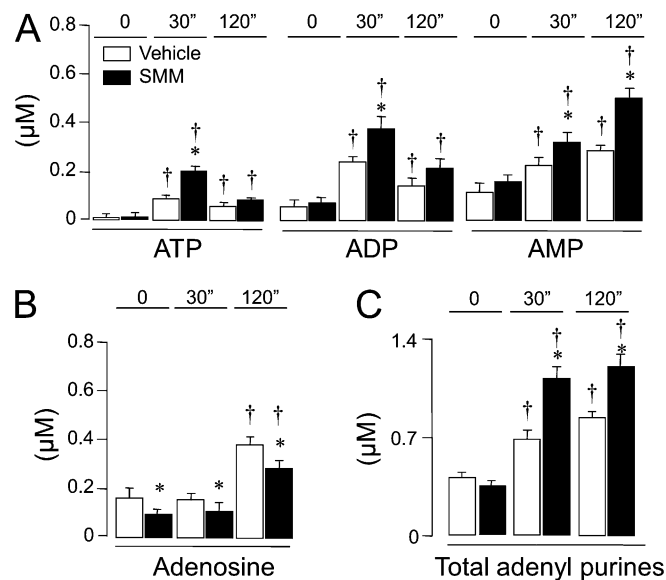 A
0 30” 120” 0 30” 120” 0 30” 120”
0.8
0.6
0.4
0.2
0
(µM)
Vehicle
SMM
† † * † † † † * † † † † * † † *
ATP ADP AMP
B
0 30” 120”
0.8
0.6
0.4
0.2
0
(µM)
* * † † *
Adenosine
C
0 30” 120”
1.4
0.7
0
(µM)
† † * † † *
Total adenyl purines